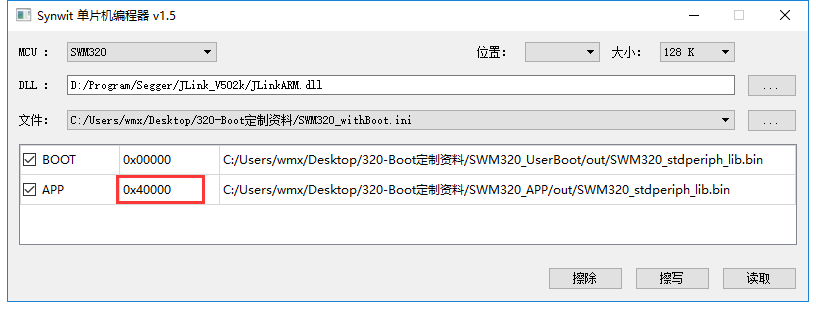 Synwit 单片机编程器 v1.5
MCU : SWM320 位置: 大小: 128 K
DLL : D:/Program/Segger/JLink_V502k/JLinkARM.dll ...
文件: C:/Users/wmx/Desktop/320-Boot定制资料/SWM320_withBoot.ini ...
BOOT 0x00000 C:/Users/wmx/Desktop/320-Boot定制资料/SWM320_UserBoot/out/SWM320_stdperiph_lib.bin
APP 0x40000 C:/Users/wmx/Desktop/320-Boot定制资料/SWM320_APP/out/SWM320_stdperiph_lib.bin
擦除 擦写 读取